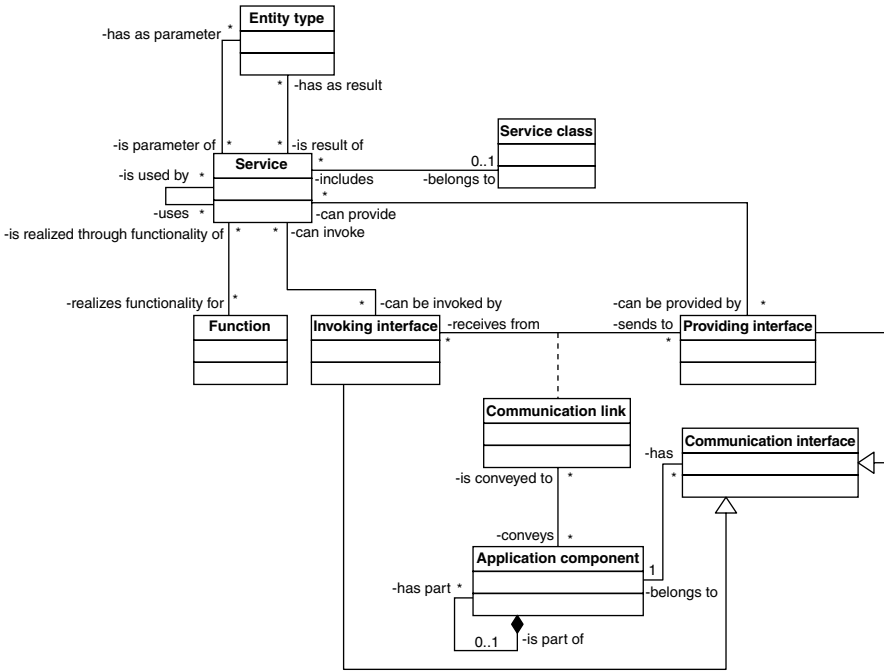 Entity type
-has as parameter *
* -has as result
-is parameter of * * -is result of
Service class
Service * 0..1
-is used by * -includes -belongs to
*
-uses * -can provide
-is realized through functionality of * * -can invoke
-realizes functionality for * * -can be invoked by -can be provided by *
Function Invoking interface -receives from -sends to Providing interface
* *
Communication link
Communication interface
-has
-is conveyed to * *
-conveys *
Application component
1
-has part * -belongs to
0..1 -is part of